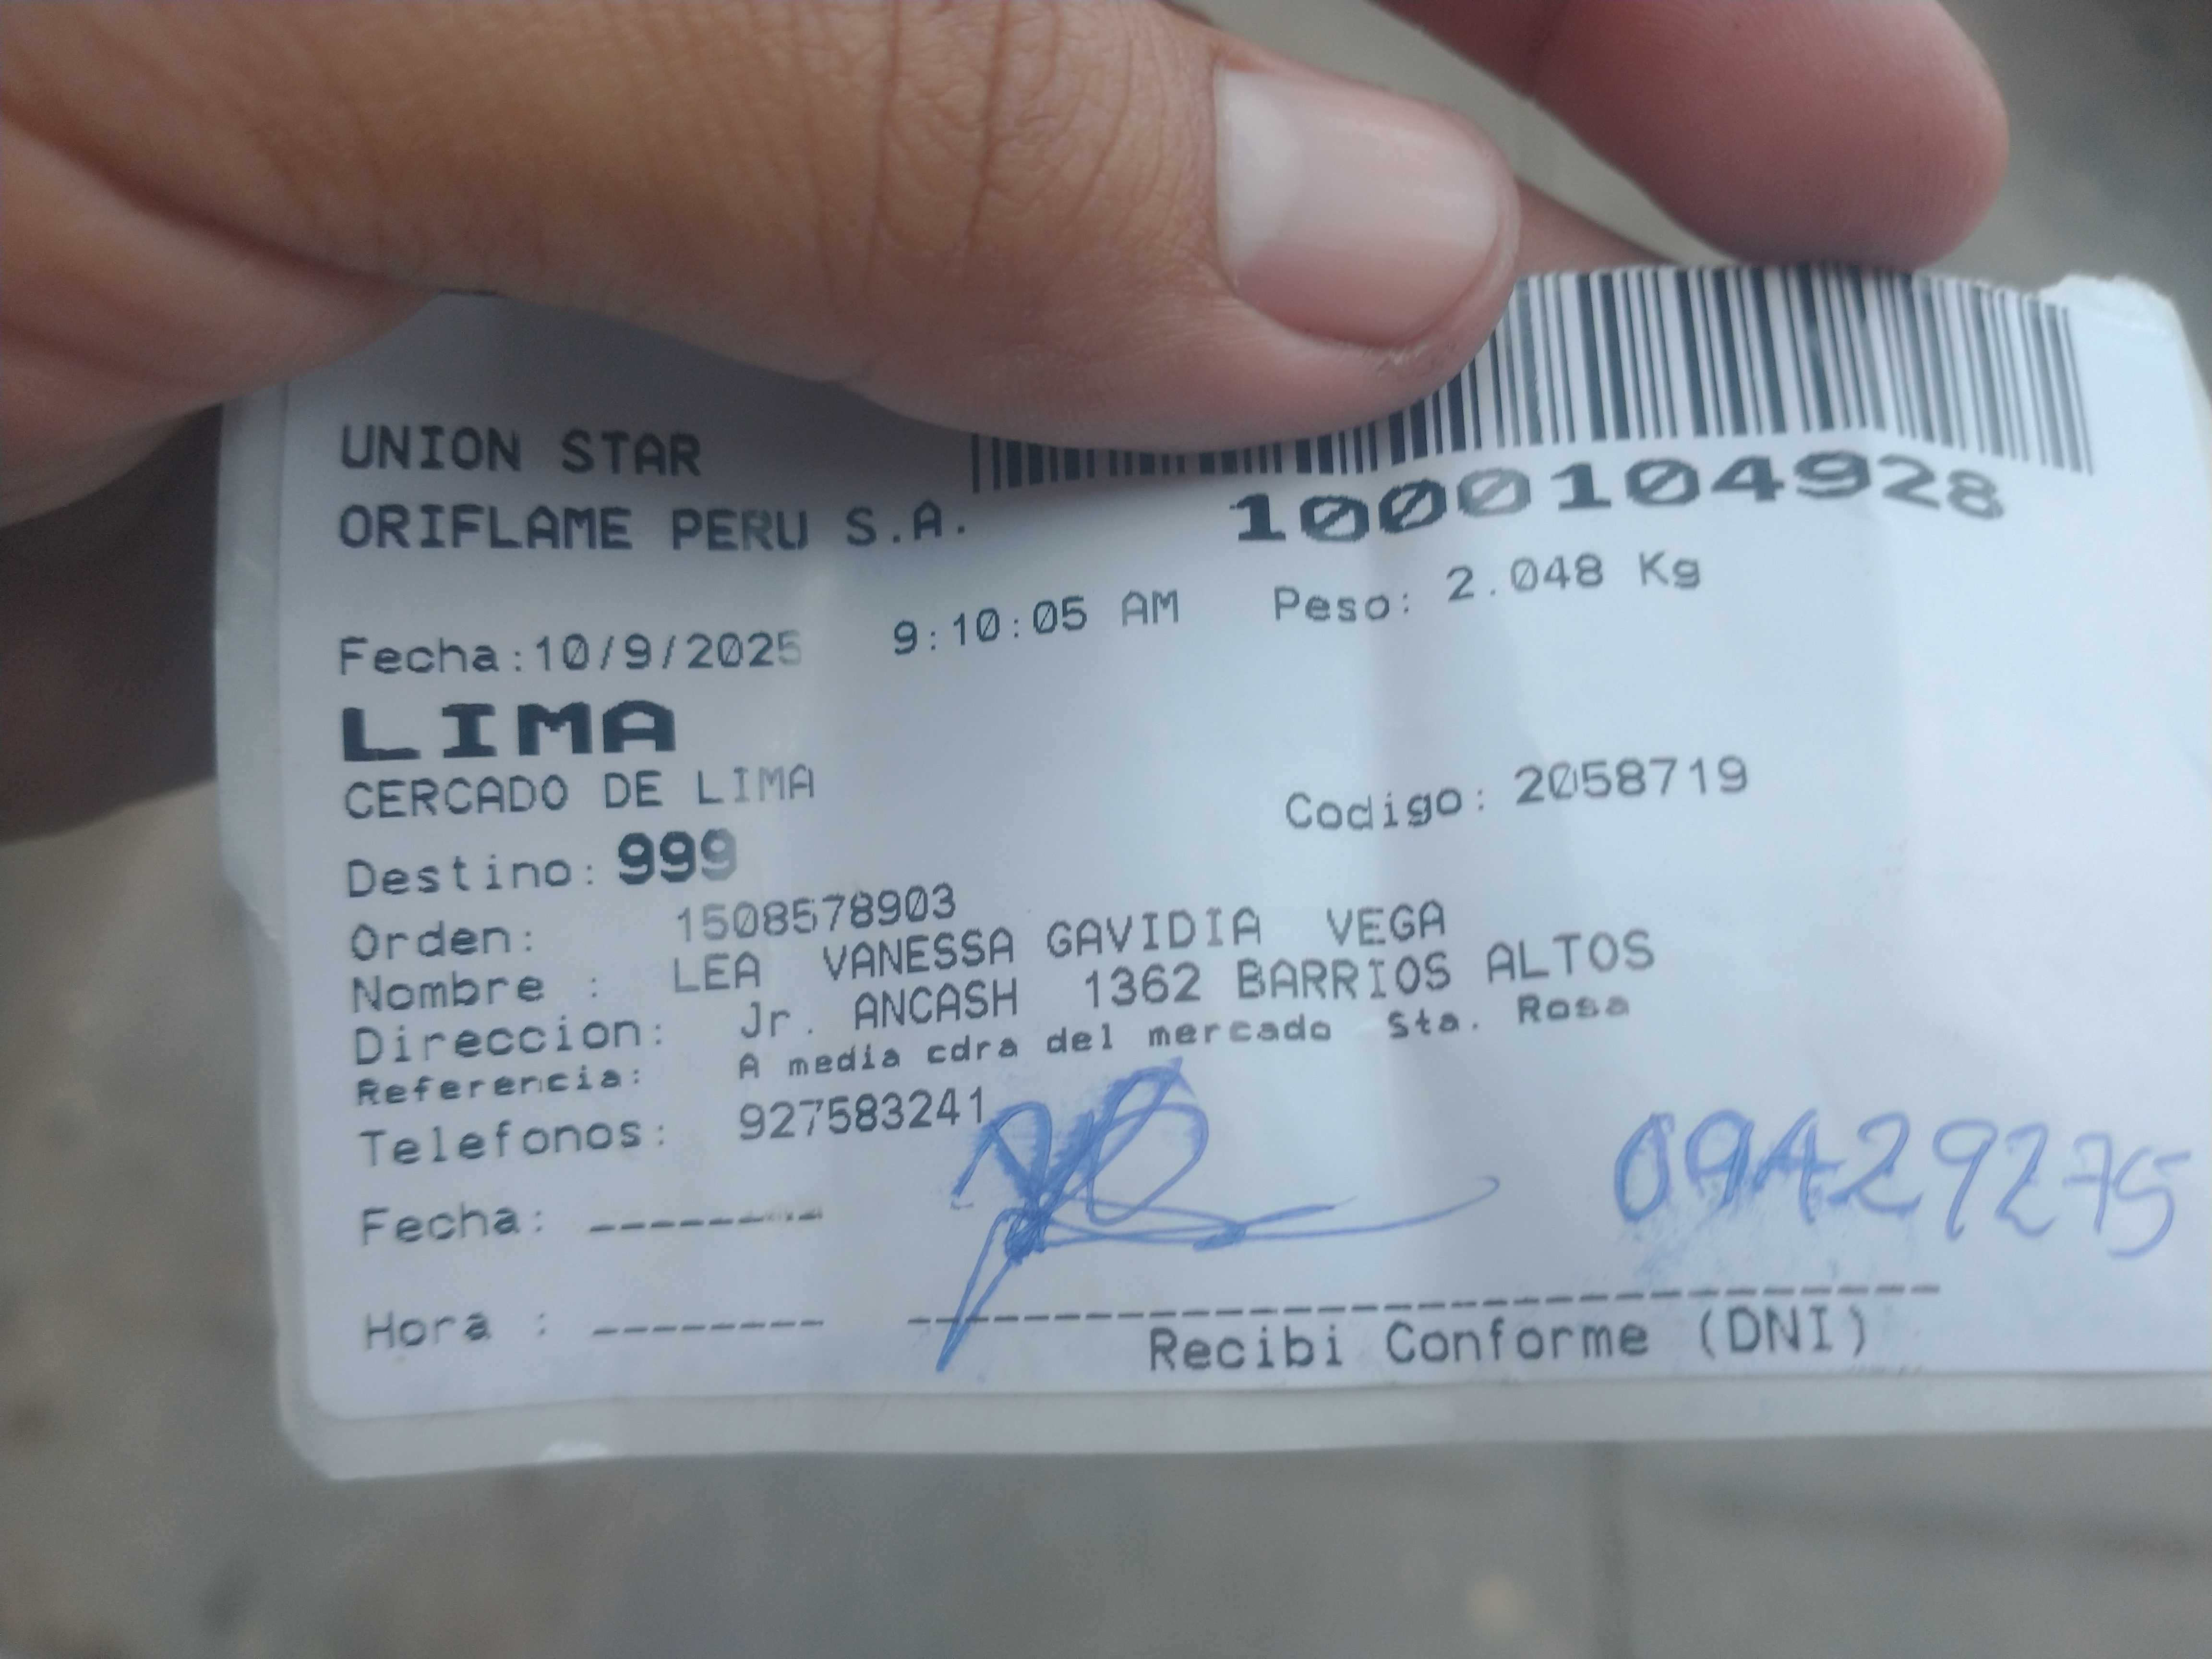 UNION STAR
ORIFLAME PERU S.A.
1000104928
Fecha:10/9/2025 9:10:05 AM Peso: 2.048 Kg
LIMA
CERCADO DE LIMA
Codigo: 2058719
Destino: 999
Orden: 1508578903
Nombre : LEA VANESSA GAVIDIA VEGA
Direccion: Jr. ANCASH 1362 BARRIOS ALTOS
Referencia: A media cdra del mercado Sta. Rosa
Telefonos: 927583241
09429275
Fecha: --------
Hora : --------
Recibi Conforme (DNI)